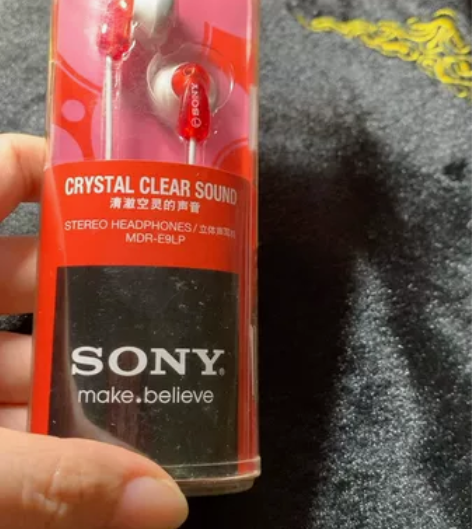 SONY
CRYSTAL CLEAR SOUND
清澈空灵的声音
STEREO HEADPHONES/立体声耳机
MDR-E9LP
SONY®
make.believe